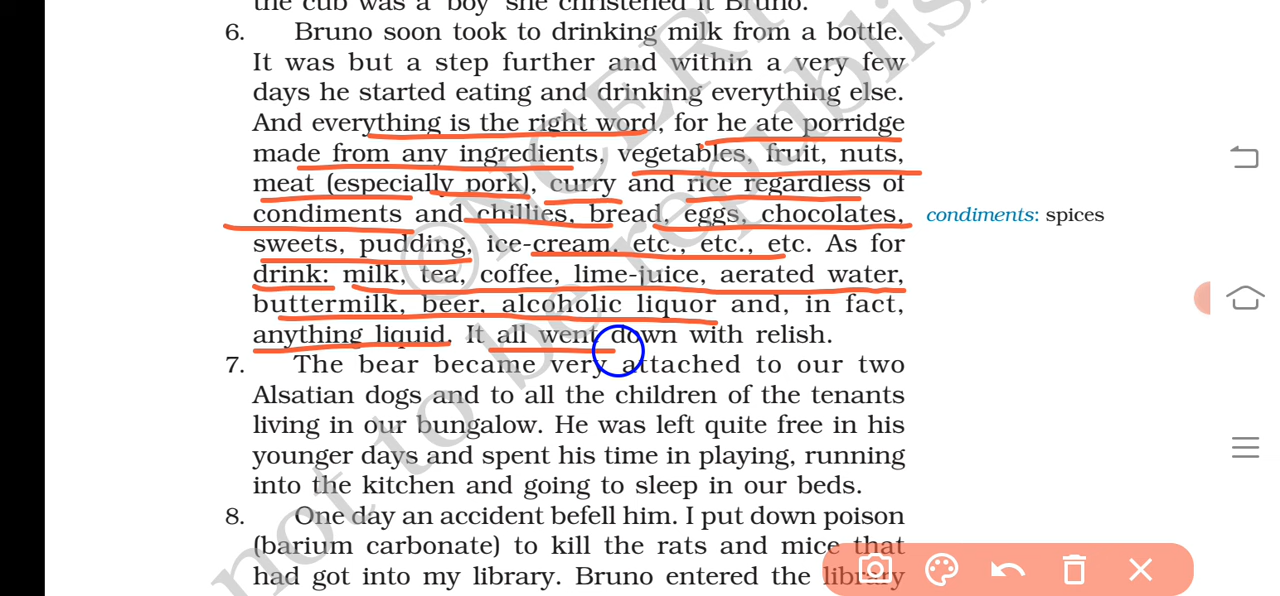 the cub was a 'boy' she christened it Bruno.
6. Bruno soon took to drinking milk from a bottle.
It was but a step further and within a very few
days he started eating and drinking everything else.
And everything is the right word, for he ate porridge
made from any ingredients, vegetables, fruit, nuts,
meat (especially pork), curry and rice regardless of
condiments and chillies, bread, eggs, chocolates,
condiments: spices
sweets, pudding, ice-cream, etc., etc., etc. As for
drink: milk, tea, coffee, lime-juice, aerated water,
buttermilk, beer, alcoholic liquor and, in fact,
anything liquid. It all went down with relish.
7. The bear became very attached to our two
Alsatian dogs and to all the children of the tenants
living in our bungalow. He was left quite free in his
younger days and spent his time in playing, running
into the kitchen and going to sleep in our beds.
8. One day an accident befell him. I put down poison
(barium carbonate) to kill the rats and mice that
had got into my library. Bruno entered the library
©NCERT
not to be republis